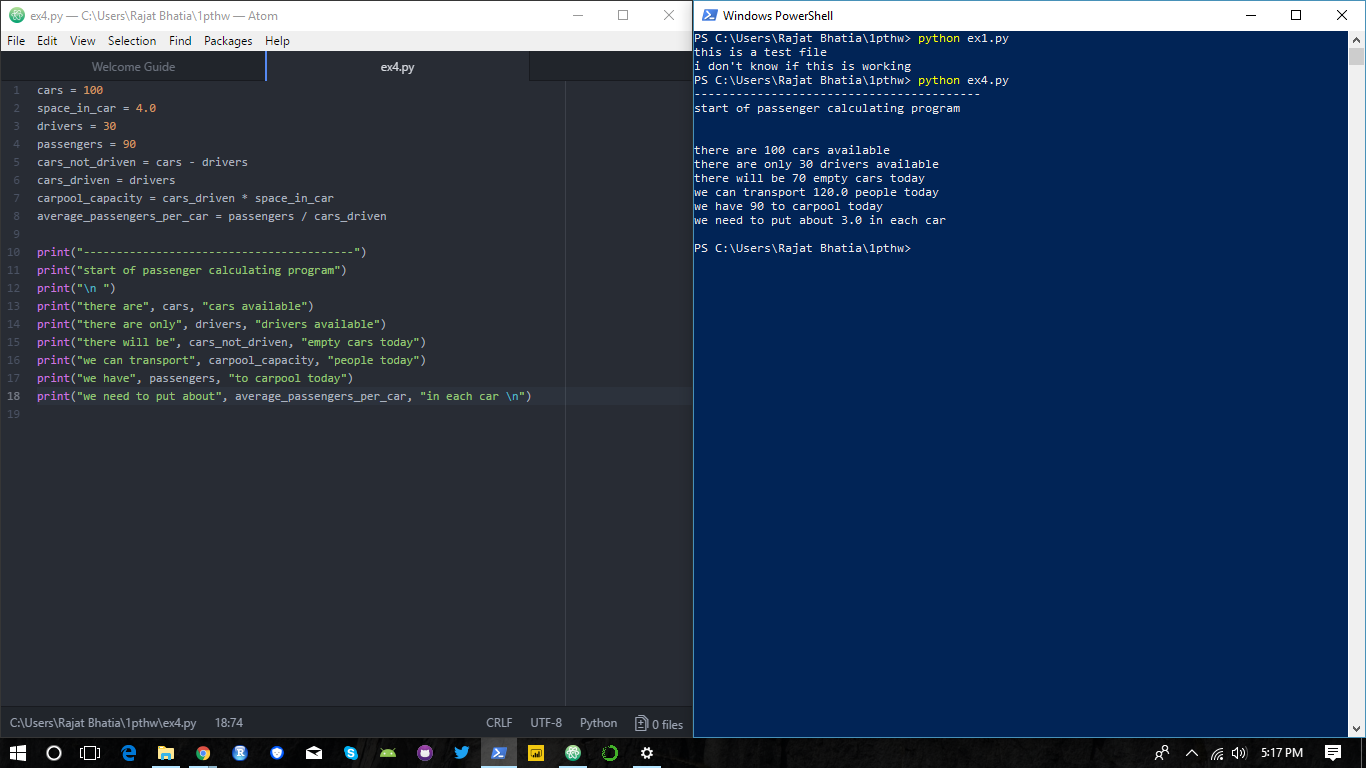 ex4.py — C:\Users\Rajat Bhatia\1pthw — Atom
File Edit View Selection Find Packages Help
Welcome Guide ex4.py
1 cars = 100
2 space_in_car = 4.0
3 drivers = 30
4 passengers = 90
5 cars_not_driven = cars - drivers
6 cars_driven = drivers
7 carpool_capacity = cars_driven * space_in_car
8 average_passengers_per_car = passengers / cars_driven
9
10 print("-----------------------------------------")
11 print("start of passenger calculating program")
12 print("\n ")
13 print("there are", cars, "cars available")
14 print("there are only", drivers, "drivers available")
15 print("there will be", cars_not_driven, "empty cars today")
16 print("we can transport", carpool_capacity, "people today")
17 print("we have", passengers, "to carpool today")
18 print("we need to put about", average_passengers_per_car, "in each car \n")
19
C:\Users\Rajat Bhatia\1pthw\ex4.py 18:74 CRLF UTF-8 Python 0 files
Windows PowerShell
PS C:\Users\Rajat Bhatia\1pthw> python ex1.py
this is a test file
i don't know if this is working
PS C:\Users\Rajat Bhatia\1pthw> python ex4.py
-----------------------------------------
start of passenger calculating program
there are 100 cars available
there are only 30 drivers available
there will be 70 empty cars today
we can transport 120.0 people today
we have 90 to carpool today
we need to put about 3.0 in each car
PS C:\Users\Rajat Bhatia\1pthw>
5:17 PM